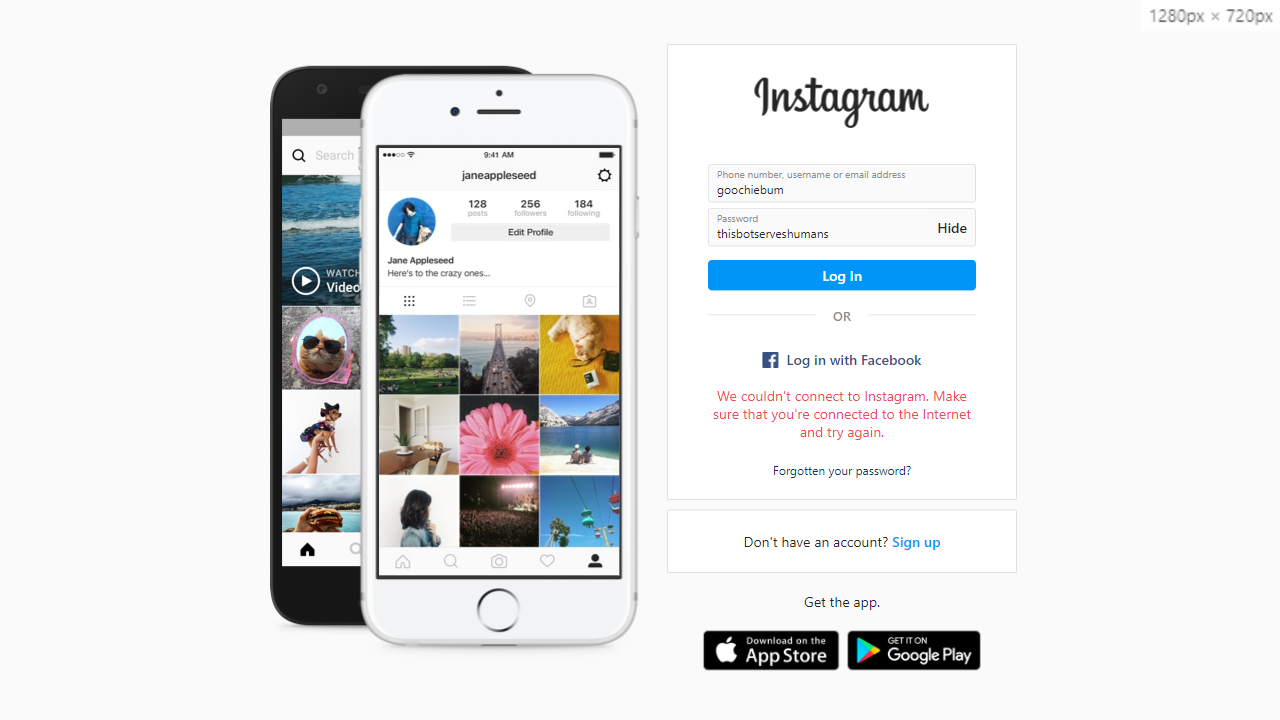 1280px × 720px
Search
WATCH
Video
9:41 AM
janeappleseed
128 256 184
posts followers following
Edit Profile
Jane Appleseed
Here's to the crazy ones...
Instagram
Phone number, username or email address
goochiebum
Password
thisbotserveshumans
Hide
Log In
OR
Log in with Facebook
We couldn't connect to Instagram. Make
sure that you're connected to the Internet
and try again.
Forgotten your password?
Don't have an account? Sign up
Get the app.
Download on the
App Store
GET IT ON
Google Play